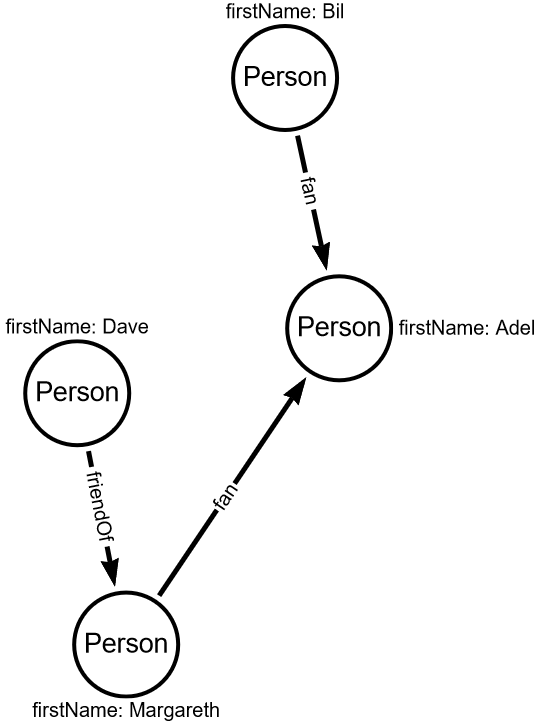 firstName: Bil
Person
fan
Person
firstName: Adel
firstName: Dave
Person
friendOf
fan
Person
firstName: Margareth